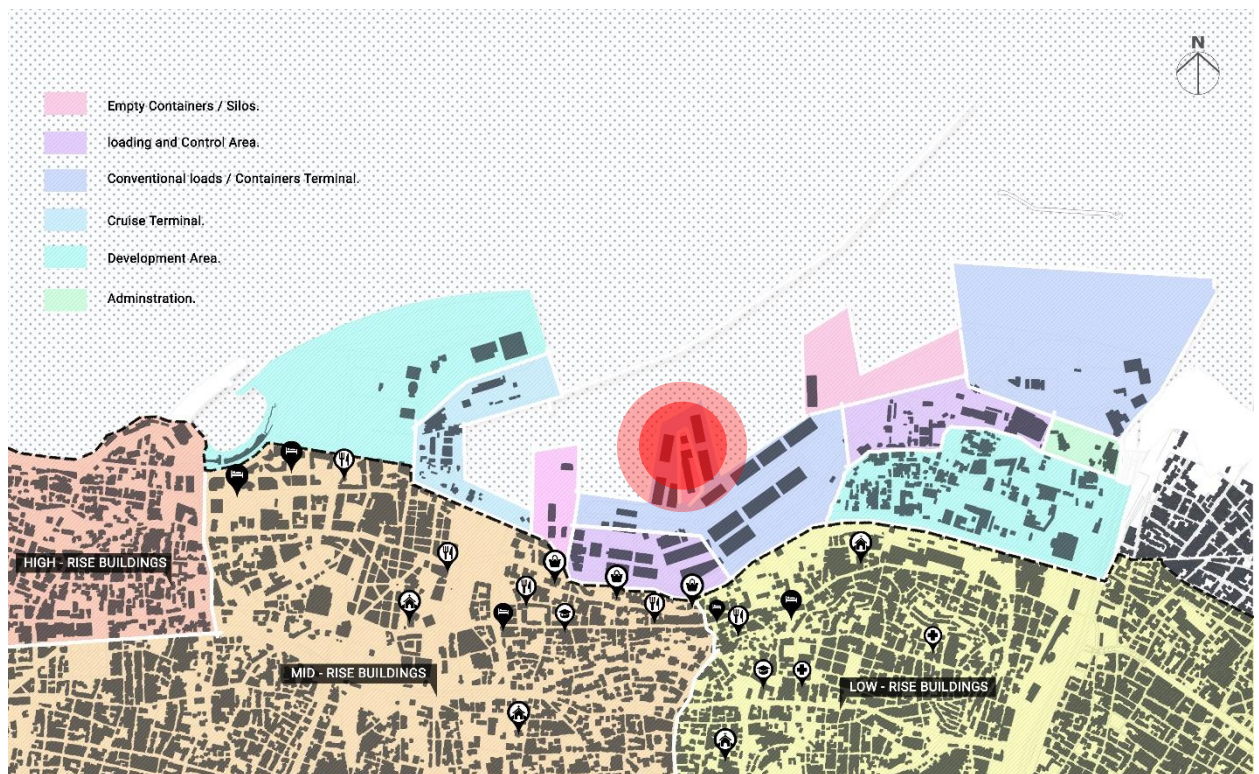 N
Empty Containers / Silos.
loading and Control Area.
Conventional loads / Containers Terminal.
Cruise Terminal.
Development Area.
Adminstration.
HIGH - RISE BUILDINGS
MID - RISE BUILDINGS
LOW - RISE BUILDINGS